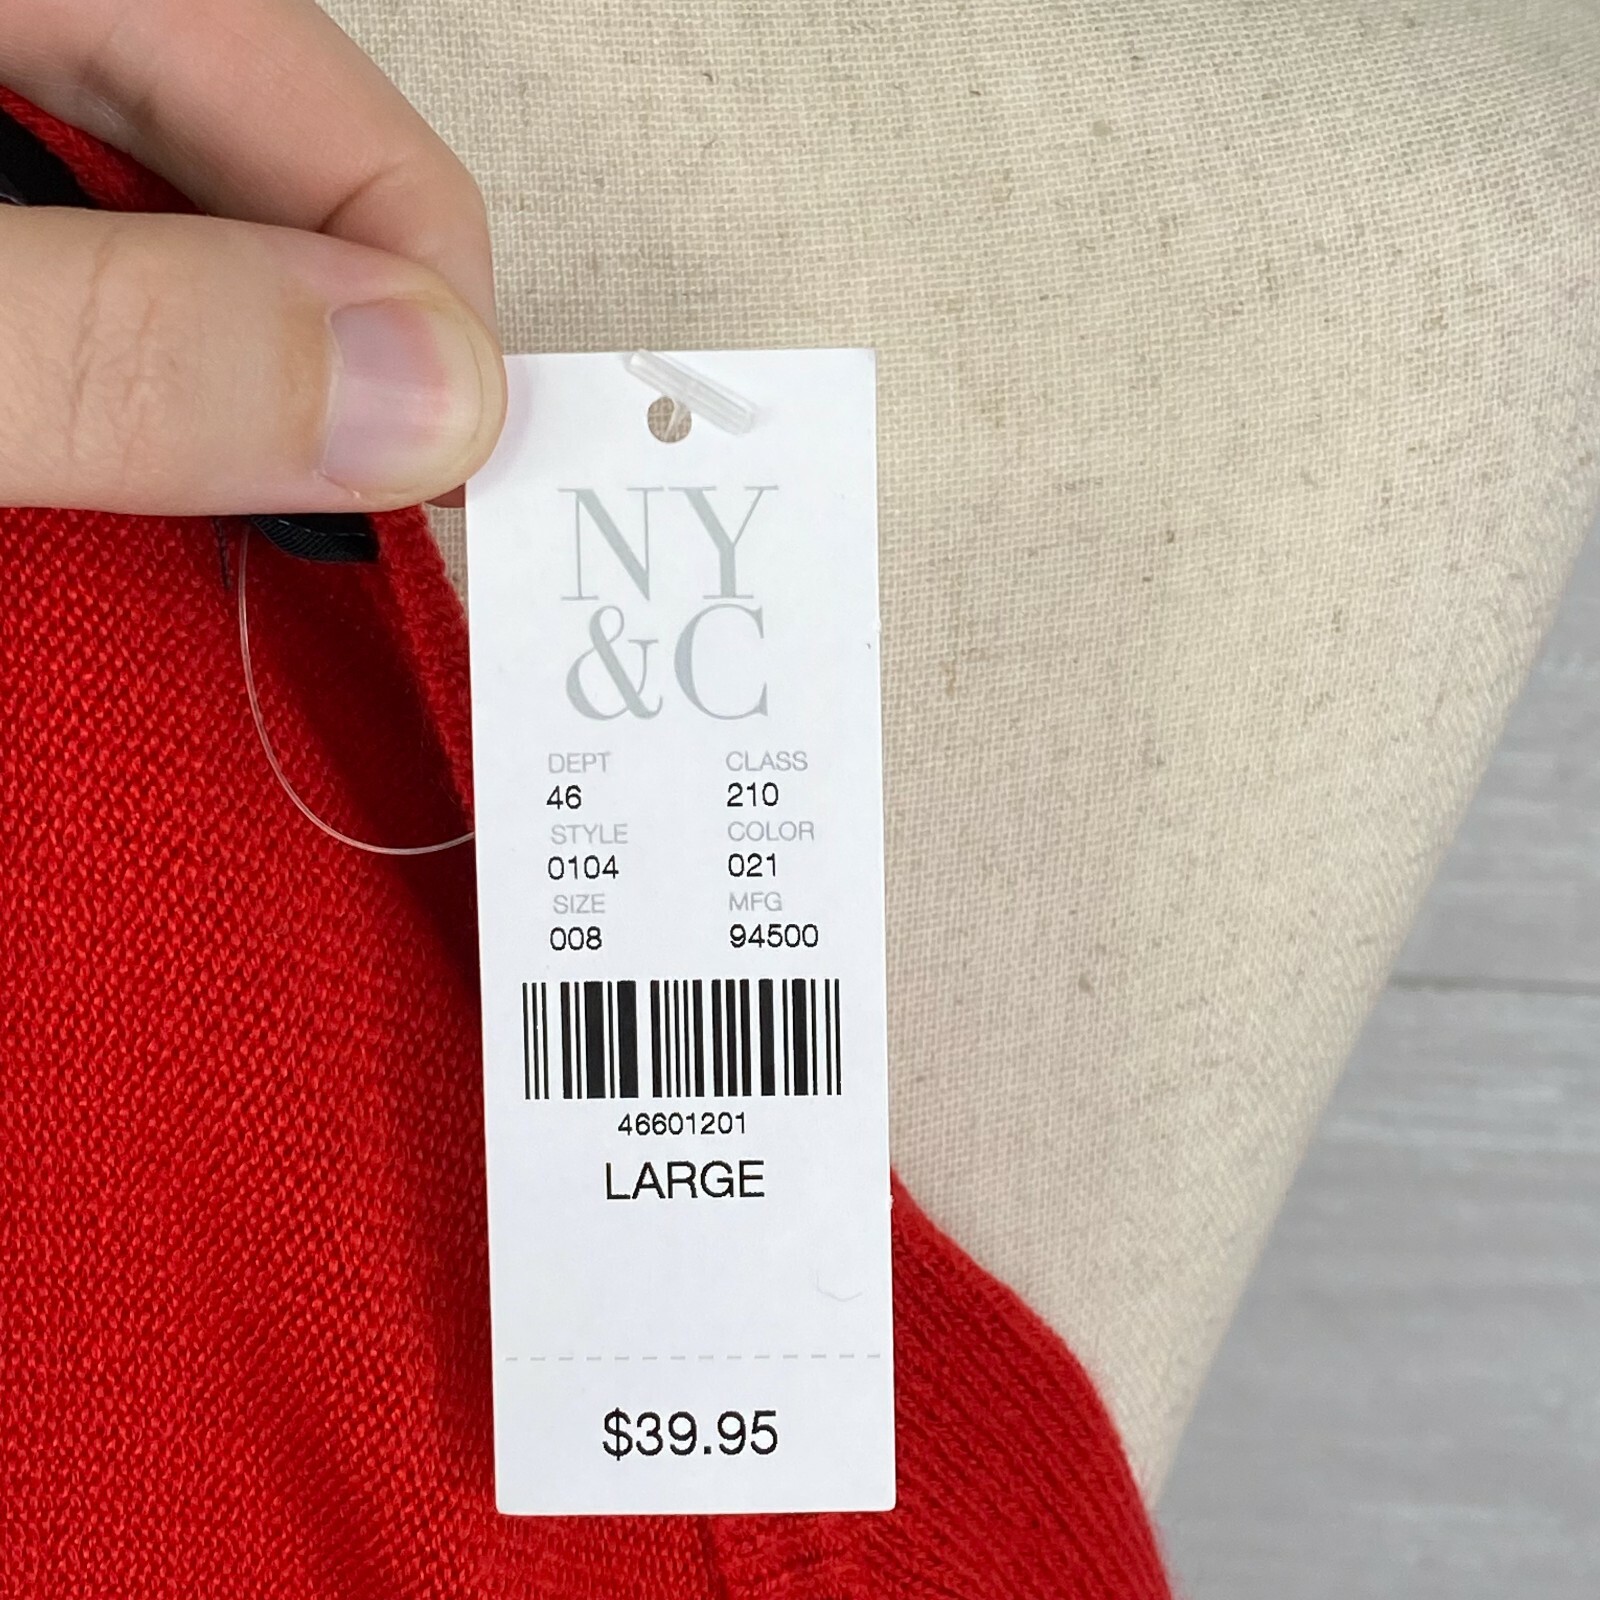 NY
&C
DEPT CLASS
46 210
STYLE COLOR
0104 021
SIZE MFG
008 94500
46601201
LARGE
$39.95